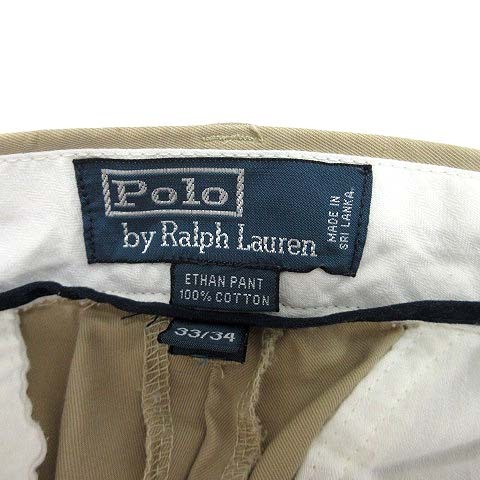 Polo
by Ralph Lauren
MADE IN
SRI LANKA
ETHAN PANT
100% COTTON
33/34